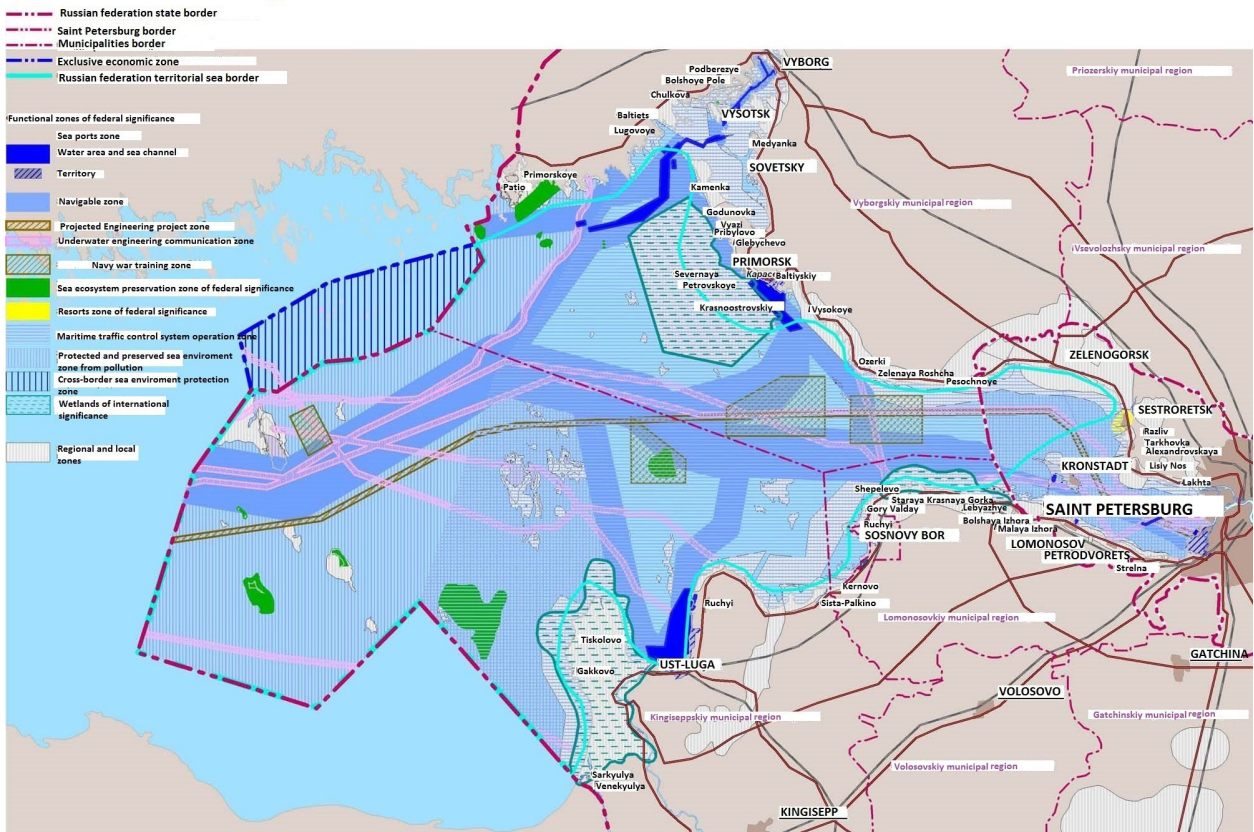 Russian federation state border
Saint Petersburg border
Municipalities border
Exclusive economic zone
Russian federation territorial sea border
Functional zones of federal significance
Sea ports zone
Water area and sea channel
Territory
Navigable zone
Projected Engineering project zone
Underwater engineering communication zone
Navy war training zone
Sea ecosystem preservation zone of federal significance
Resorts zone of federal significance
Maritime traffic control system operation zone
Protected and preserved sea enviroment
zone from pollution
Cross-border sea enviroment protection
zone
Wetlands of international
significance
Regional and local
zones
VYBORG
Podberezye
Bolshoye Pole
Chulkova
Baltiets
VYSOTSK
Lugovoye
Medyanka
SOVETSKY
Primorskoye
Patio
Kamenka
Godunovka
Vyazi
Pribylovo
Glebychevo
PRIMORSK
Severnaya
Baltiyskiy
Petrovskoye
Krasnoostrovskiy
Vysokoye
Ozerki
Zelenaya Roshcha
Pesochnoye
Priozerskiy municipal region
Vyborgskiy municipal region
Vsevolozhsky municipal region
ZELENOGORSK
SESTRORETSK
Razliv
Tarkhovka
Alexandrovskaya
KRONSTADT
Lisiy Nos
Lakhta
Shepelevo
Staraya Krasnaya Gorka
Gory Valday
Lebyazhye
SAINT PETERSBURG
Ruchyi
Bolshaya Izhora
Malaya Izhora
SOSNOVY BOR
LOMONOSOV
PETRODVORETS
Strelna
Kernovo
Ruchyi
Sista-Palkino
Lomonosovkiy municipal region
Tiskolovo
GATCHINA
UST-LUGA
Gakkovo
VOLOSOVO
Kingiseppskiy municipal region
Gatchinskiy municipal region
Volosovskiy municipal region
Sarkyulya
Venekyulya
KINGISEPP